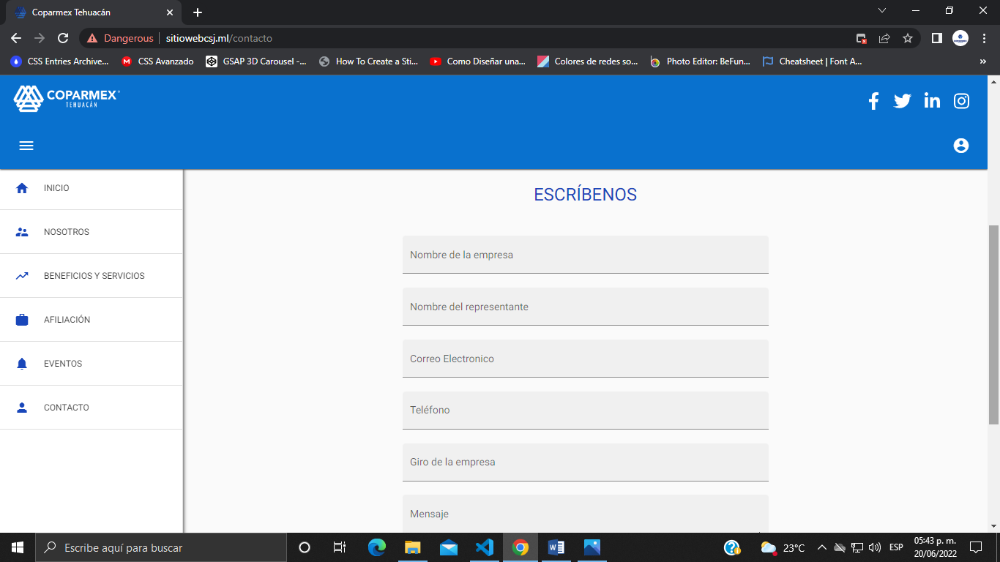 Coparmex Tehuacán
Dangerous sitiowebcsj.ml/contacto
CSS Entries Archive... CSS Avanzado GSAP 3D Carousel -... How To Create a Sti... Como Diseñar una... Colores de redes so... Photo Editor: BeFun... Cheatsheet | Font A... »
COPARMEX
TEHUACÁN
INICIO
NOSOTROS
BENEFICIOS Y SERVICIOS
AFILIACIÓN
EVENTOS
CONTACTO
ESCRÍBENOS
Nombre de la empresa
Nombre del representante
Correo Electronico
Teléfono
Giro de la empresa
Mensaje
Escribe aquí para buscar
23°C
ESP
05:43 p. m.
20/06/2022